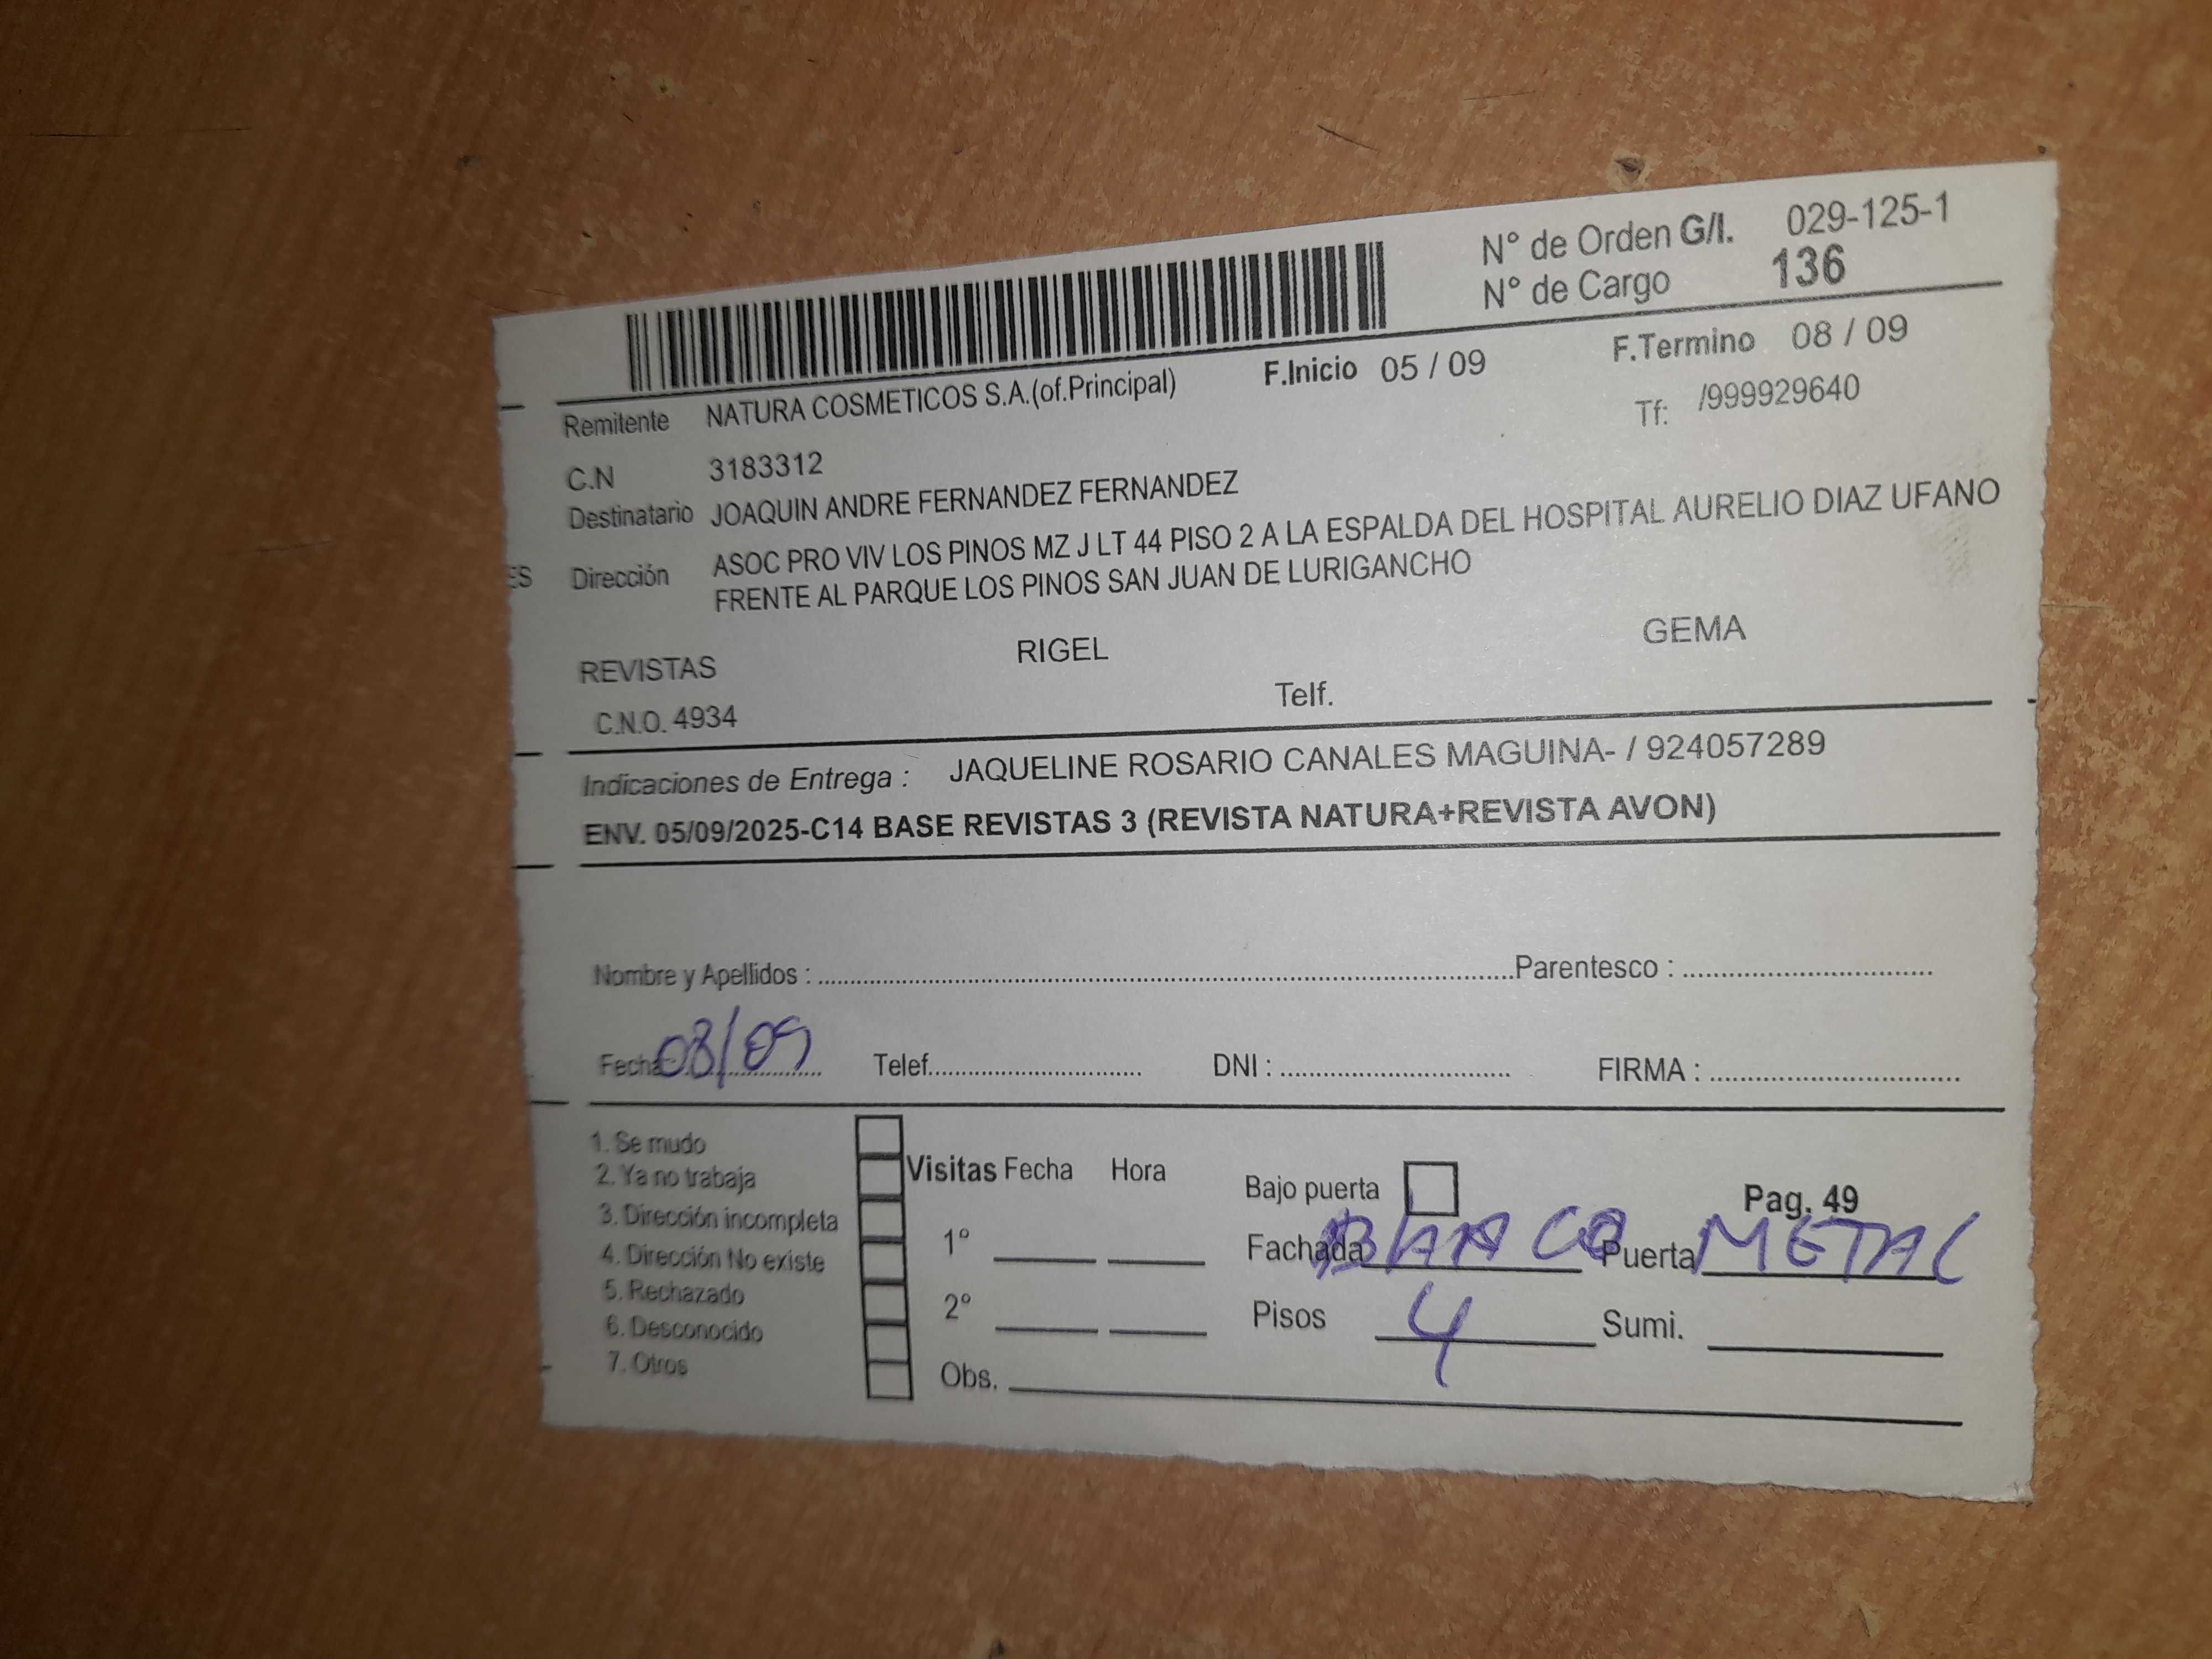 N° de Orden G/I. 029-125-1
N° de Cargo 136
F.Inicio 05 / 09 F.Termino 08 / 09
Remitente NATURA COSMETICOS S.A.(of.Principal) Tf: /999929640
C.N 3183312
Destinatario JOAQUIN ANDRE FERNANDEZ FERNANDEZ
ES Dirección ASOC PRO VIV LOS PINOS MZ J LT 44 PISO 2 A LA ESPALDA DEL HOSPITAL AURELIO DIAZ UFANO
FRENTE AL PARQUE LOS PINOS SAN JUAN DE LURIGANCHO
REVISTAS RIGEL GEMA
C.N.O. 4934 Telf.
Indicaciones de Entrega : JAQUELINE ROSARIO CANALES MAGUINA- / 924057289
ENV. 05/09/2025-C14 BASE REVISTAS 3 (REVISTA NATURA+REVISTA AVON)
Nombre y Apellidos : Parentesco :
Fecha 08/09 Telef. DNI : FIRMA :
1. Se mudo
2. Ya no trabaja
3. Dirección incompleta
4. Dirección No existe
5. Rechazado
6. Desconocido
7. Otros
Visitas Fecha Hora
1°
2°
Obs.
Bajo puerta Pag. 49
Fachada BLANCO Puerta METAL
Pisos 4 Sumi.